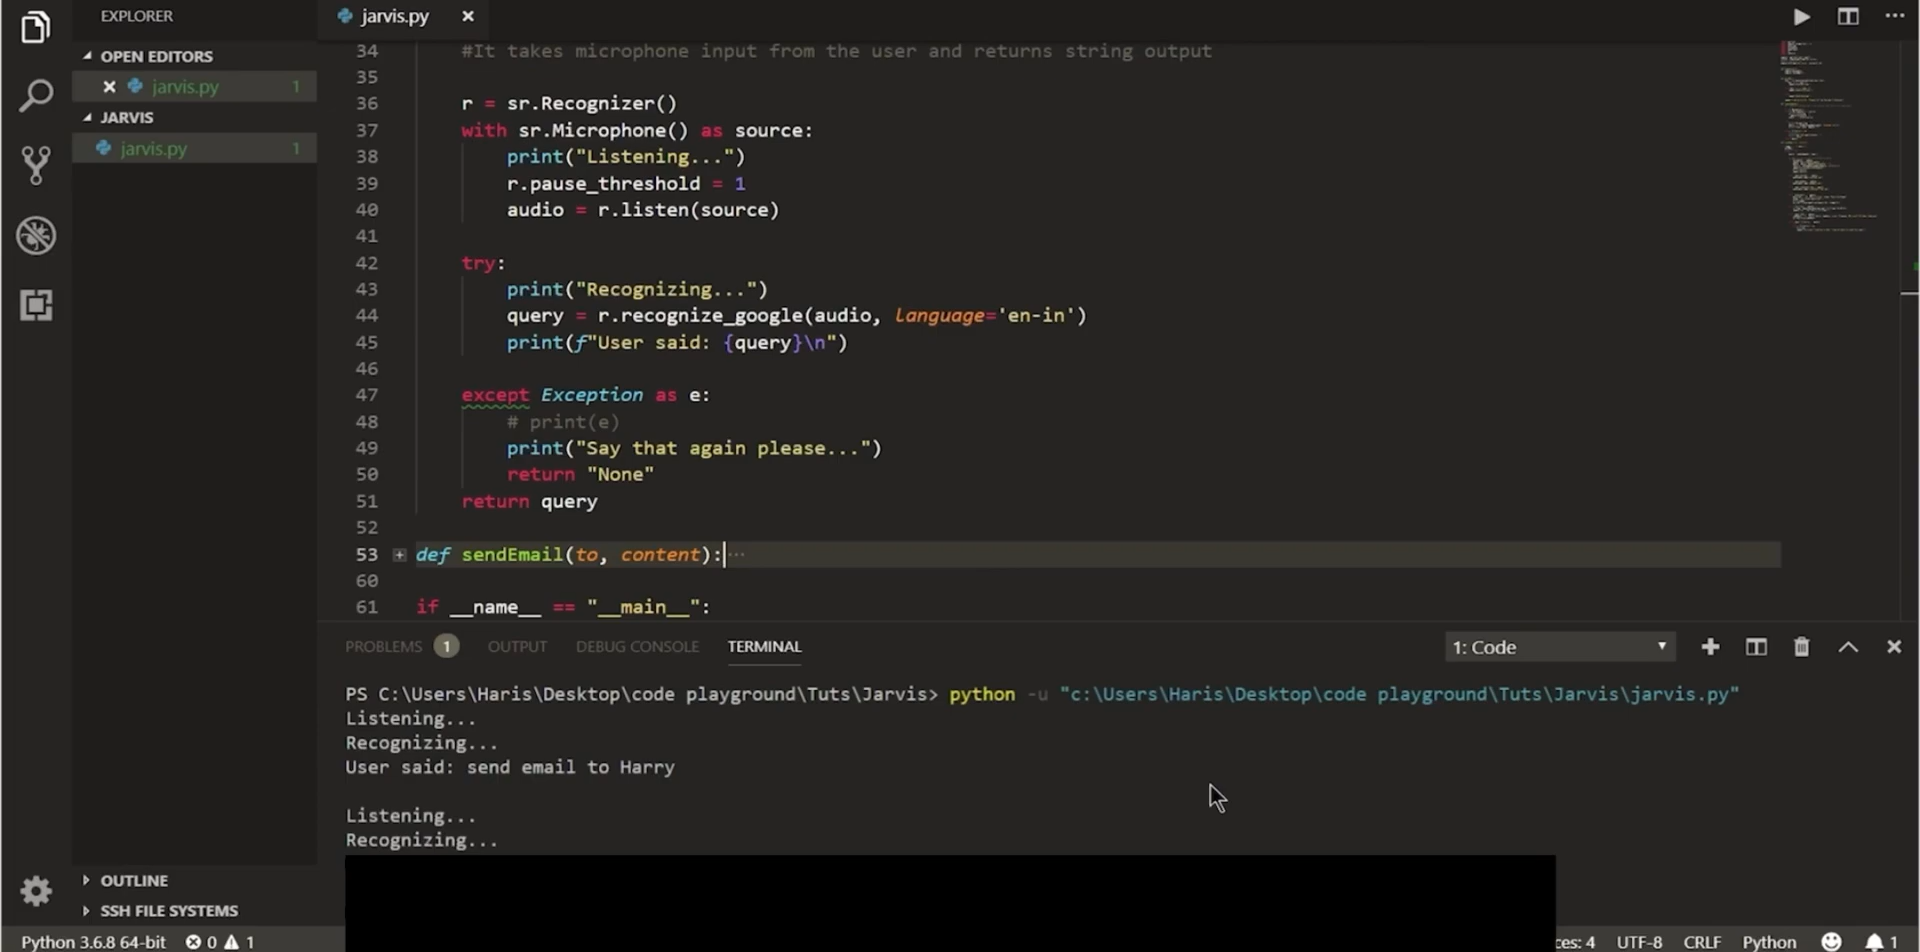 EXPLORER
OPEN EDITORS
jarvis.py 1
JARVIS
jarvis.py 1
OUTLINE
SSH FILE SYSTEMS
jarvis.py
34 #It takes microphone input from the user and returns string output
35
36 r = sr.Recognizer()
37 with sr.Microphone() as source:
38 print("Listening...")
39 r.pause_threshold = 1
40 audio = r.listen(source)
41
42 try:
43 print("Recognizing...")
44 query = r.recognize_google(audio, language='en-in')
45 print(f"User said: {query}\n")
46
47 except Exception as e:
48 # print(e)
49 print("Say that again please...")
50 return "None"
51 return query
52
53 def sendEmail(to, content):···
60
61 if __name__ == "__main__":
PROBLEMS 1 OUTPUT DEBUG CONSOLE TERMINAL 1: Code
PS C:\Users\Haris\Desktop\code playground\Tuts\Jarvis> python -u "c:\Users\Haris\Desktop\code playground\Tuts\Jarvis\jarvis.py"
Listening...
Recognizing...
User said: send email to Harry
Listening...
Recognizing...
Python 3.6.8 64-bit 0 1 ces: 4 UTF-8 CRLF Python 1